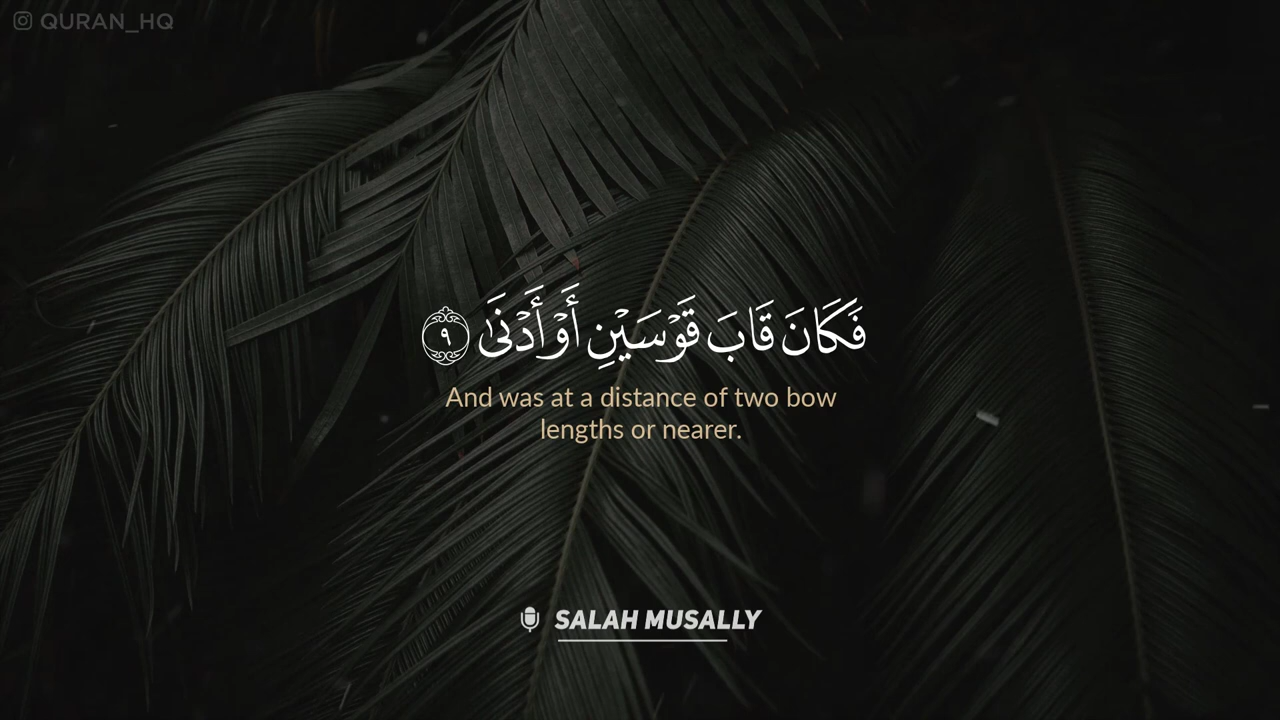 QURAN_HQ
فَكَانَ قَابَ قَوْسَيْنِ أَوْ أَدْنَىٰ ٩
And was at a distance of two bow
lengths or nearer.
SALAH MUSALLY